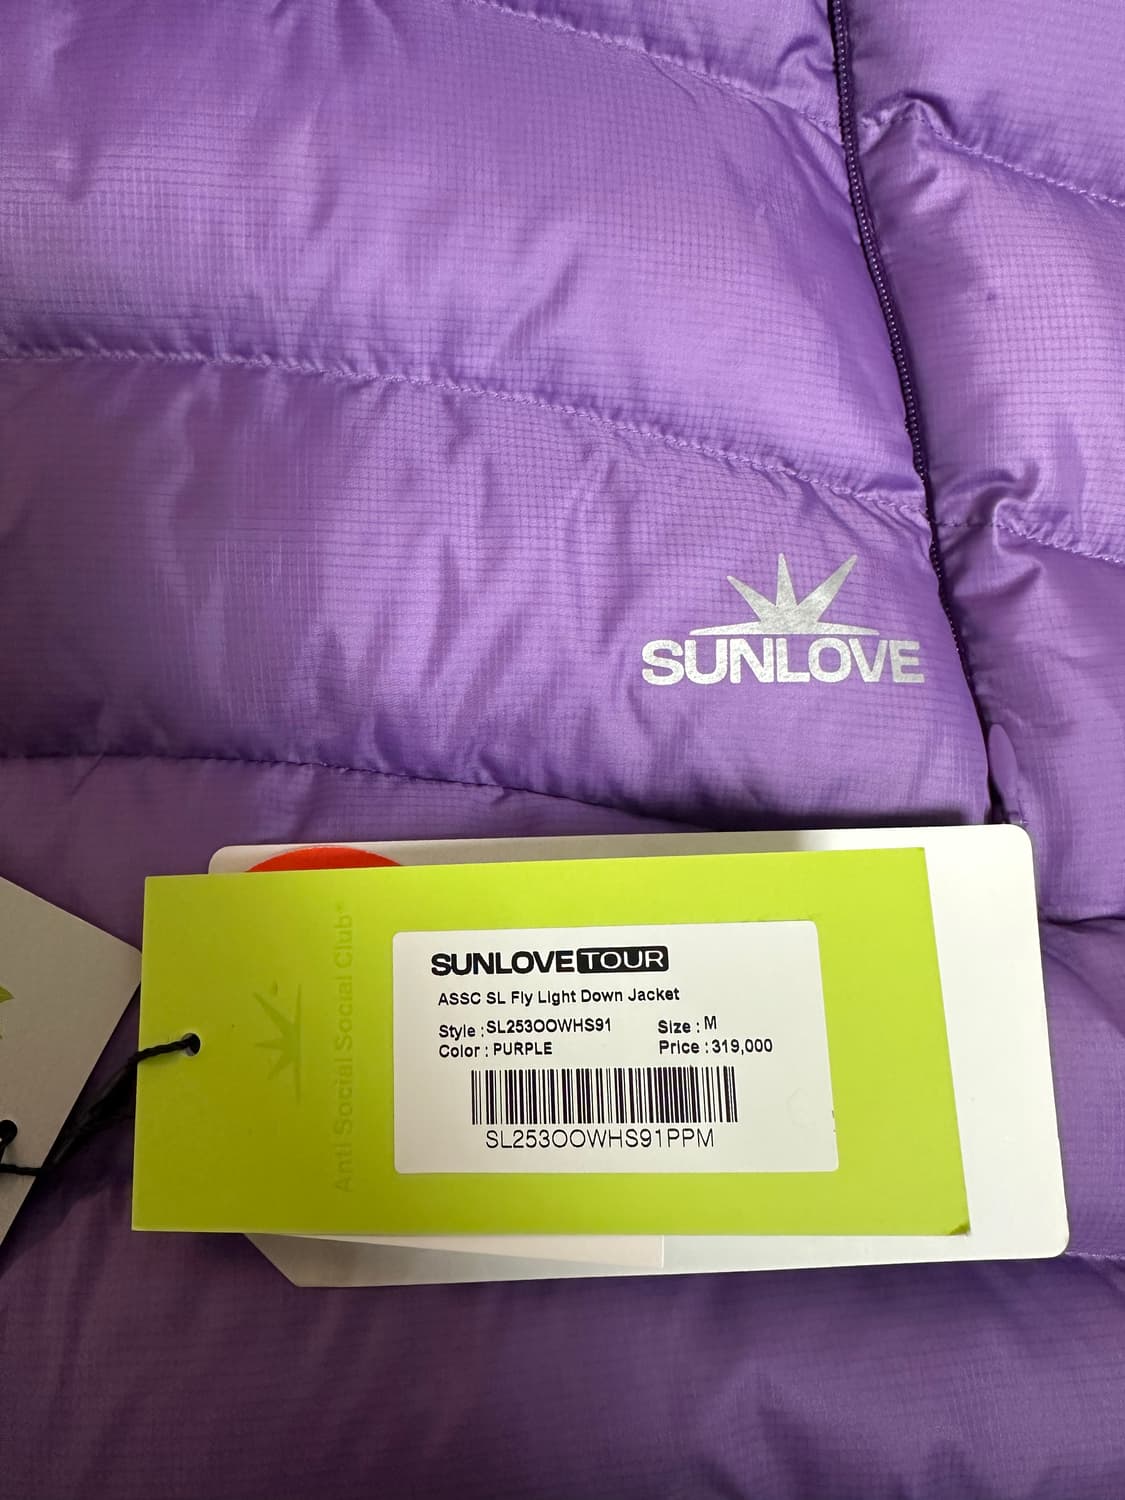 SUNLOVE
Anti Social Social Club®
SUNLOVE TOUR
ASSC SL Fly Light Down Jacket
Style : SL253OOWHS91 Size : M
Color : PURPLE Price : 319,000
SL253OOWHS91PPM